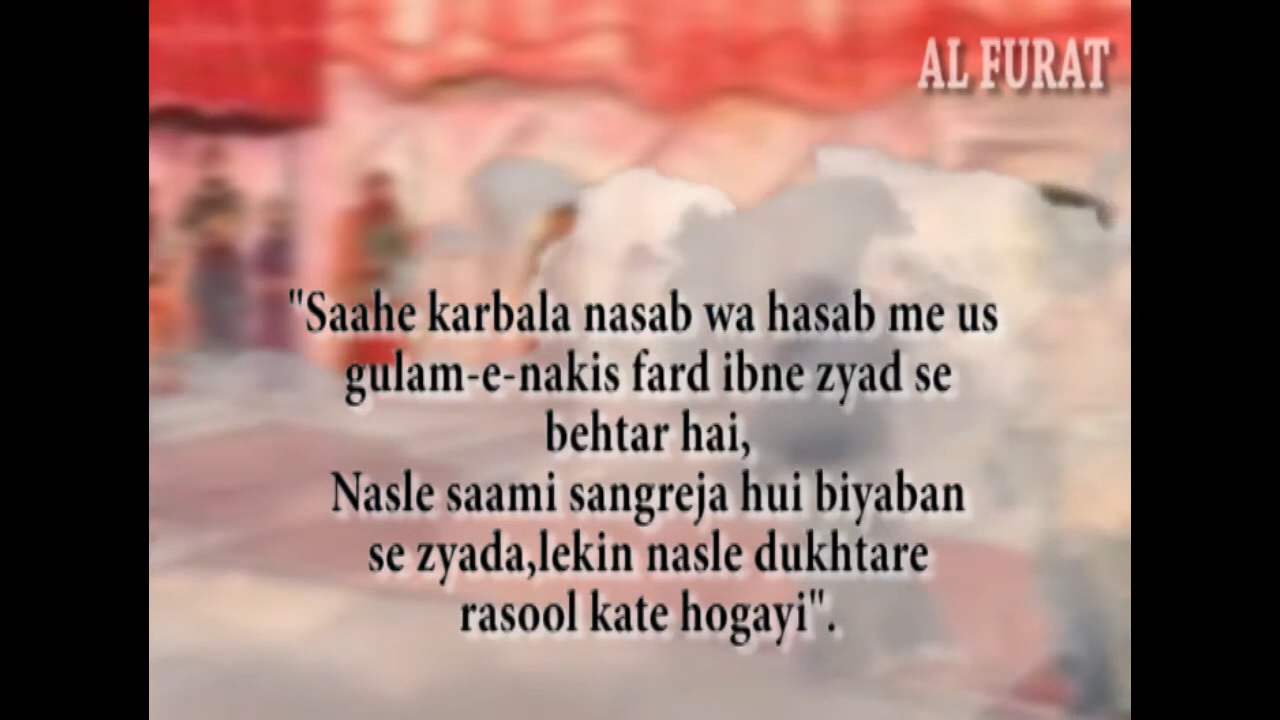 AL FURAT
"Saahe karbala nasab wa hasab me us
gulam-e-nakis fard ibne zyad se
behtar hai,
Nasle saami sangreja hui biyaban
se zyada,lekin nasle dukhtare
rasool kate hogayi".